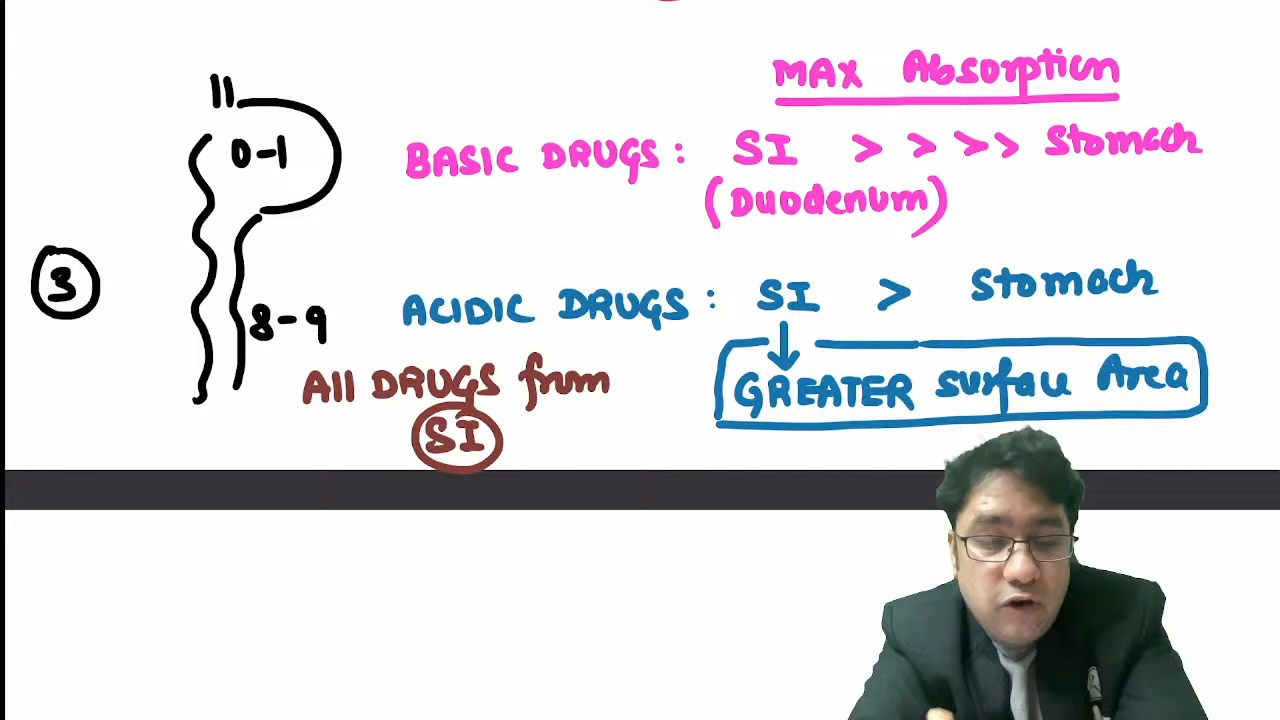 MAX Absorption
0-1
BASIC DRUGS: SI > > >> Stomach
(Duodenum)
3
ACIDIC DRUGS: SI > Stomach
8-9
All DRUGS from
SI
GREATER Surface Area